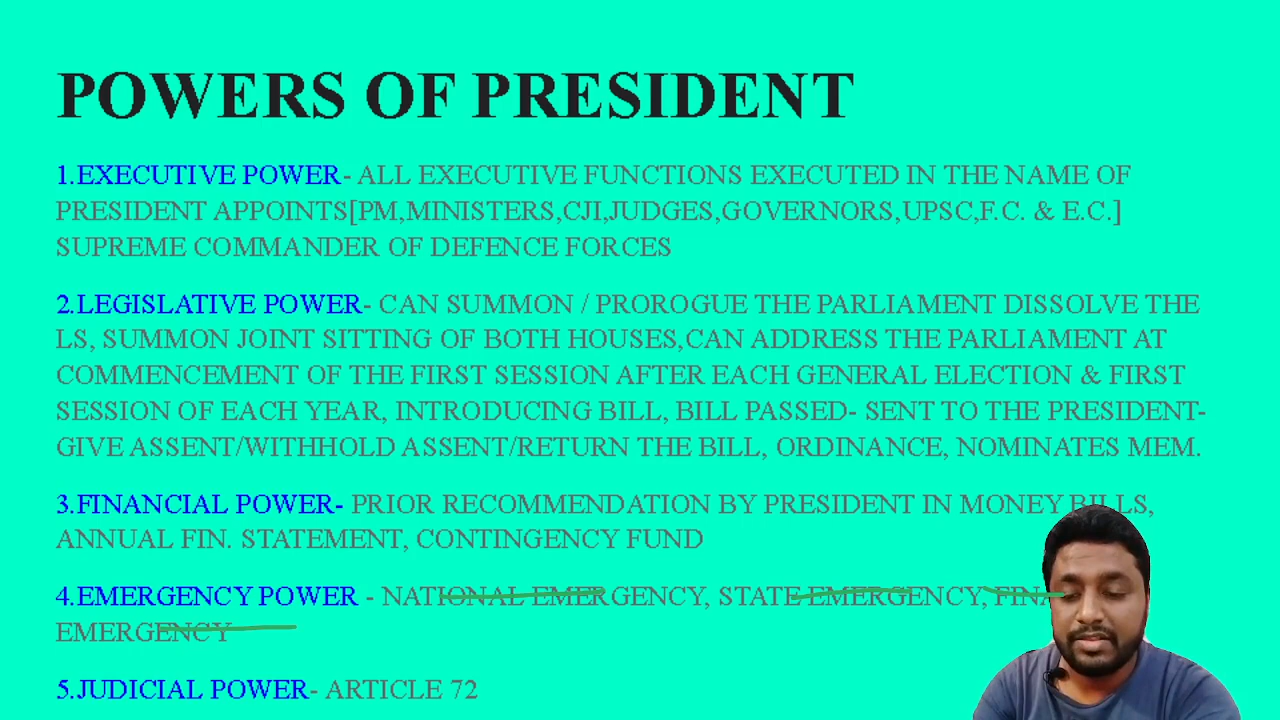 POWERS OF PRESIDENT
1.EXECUTIVE POWER- ALL EXECUTIVE FUNCTIONS EXECUTED IN THE NAME OF
PRESIDENT APPOINTS[PM,MINISTERS,CJI,JUDGES,GOVERNORS,UPSC,F.C. & E.C.]
SUPREME COMMANDER OF DEFENCE FORCES
2.LEGISLATIVE POWER- CAN SUMMON / PROROGUE THE PARLIAMENT DISSOLVE THE
LS, SUMMON JOINT SITTING OF BOTH HOUSES,CAN ADDRESS THE PARLIAMENT AT
COMMENCEMENT OF THE FIRST SESSION AFTER EACH GENERAL ELECTION & FIRST
SESSION OF EACH YEAR, INTRODUCING BILL, BILL PASSED- SENT TO THE PRESIDENT-
GIVE ASSENT/WITHHOLD ASSENT/RETURN THE BILL, ORDINANCE, NOMINATES MEM.
3.FINANCIAL POWER- PRIOR RECOMMENDATION BY PRESIDENT IN MONEY BILLS,
ANNUAL FIN. STATEMENT, CONTINGENCY FUND
4.EMERGENCY POWER - NATIONAL EMERGENCY, STATE EMERGENCY,
EMERGENCY
5.JUDICIAL POWER- ARTICLE 72